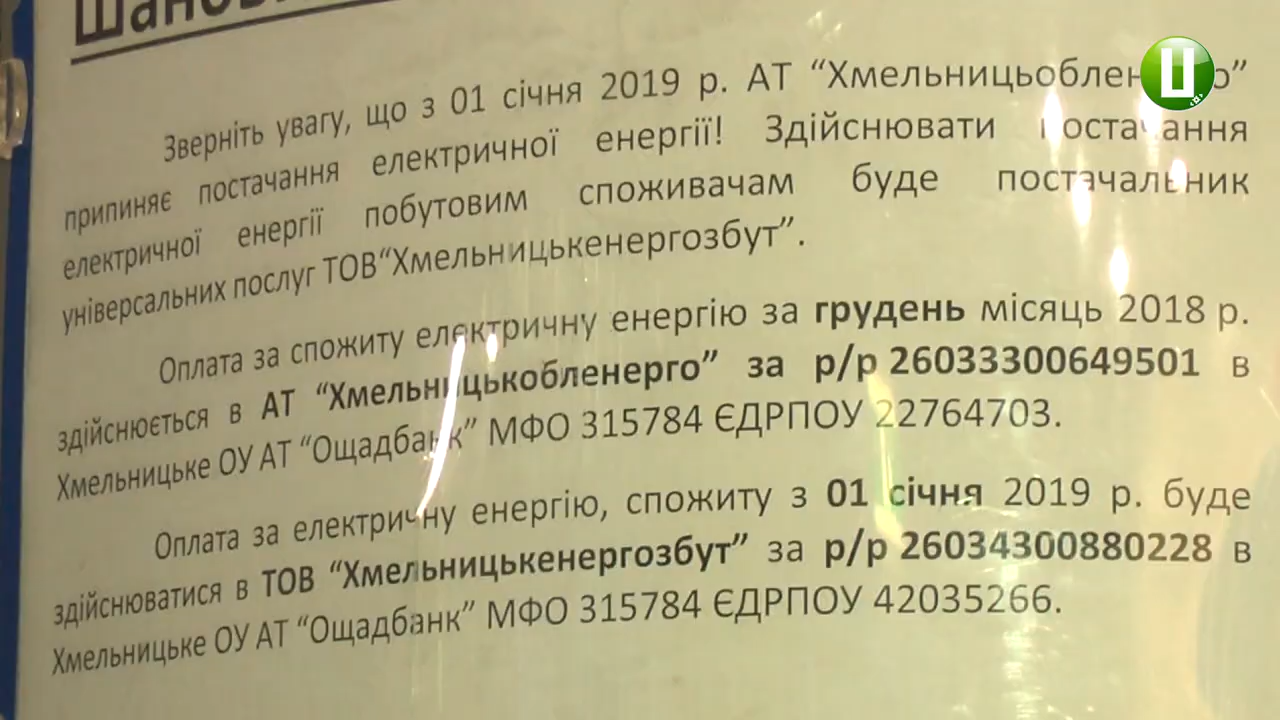 Зверніть увагу, що з 01 січня 2019 р. АТ
припиняє постачання електричної енергії! Здійснювати постачання
електричної енергії побутовим споживачам буде постачальник
універсальних послуг ТОВ“Хмельницькенергозбут”.
Оплата за спожиту електричну енергію за грудень місяць 2018 р.
здійснюється в АТ “Хмельницькобленерго” за р/р 26033300649501 в
Хмельницьке ОУ АТ “Ощадбанк” МФО 315784 ЄДРПОУ 22764703.
Оплата за електричну енергію, спожиту з 01 січня 2019 р. буде
здійснюватися в ТОВ “Хмельницькенергозбут” за р/р 26034300880228 в
Хмельницьке ОУ АТ “Ощадбанк” МФО 315784 ЄДРПОУ 42035266.